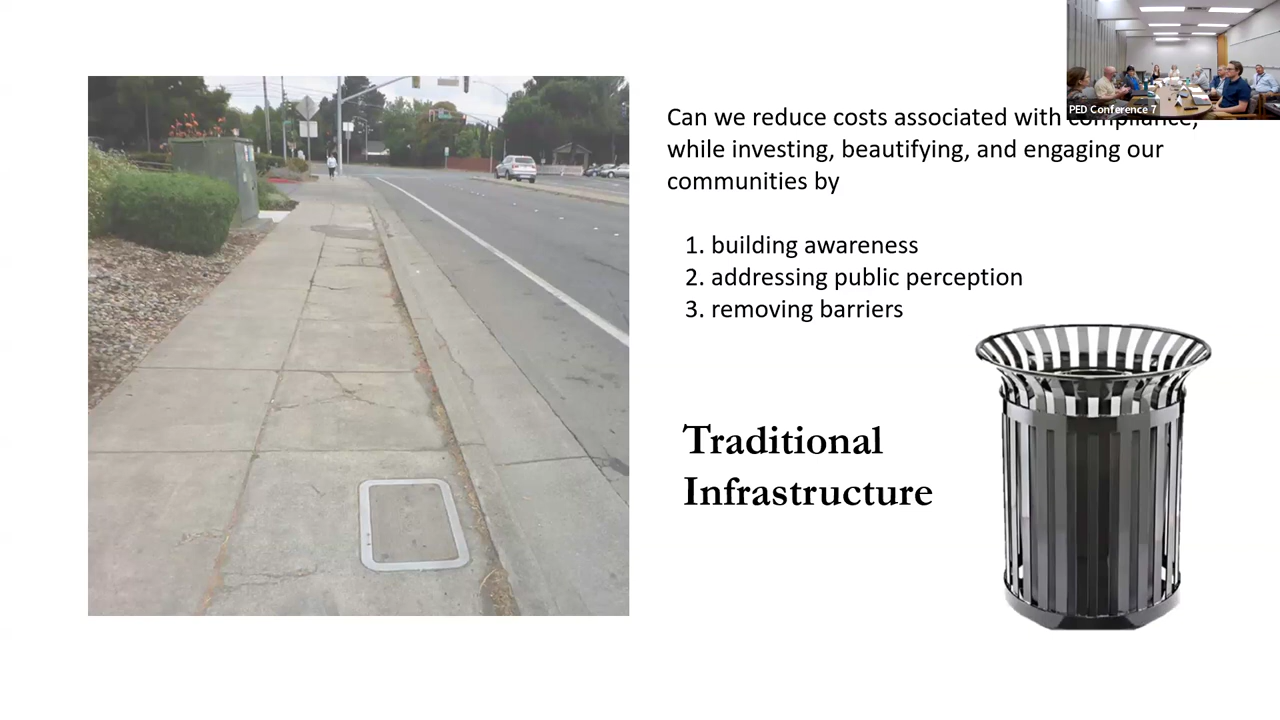 PED Conference 7
Can we reduce costs associated with compliance,
while investing, beautifying, and engaging our
communities by
1. building awareness
2. addressing public perception
3. removing barriers
Traditional
Infrastructure